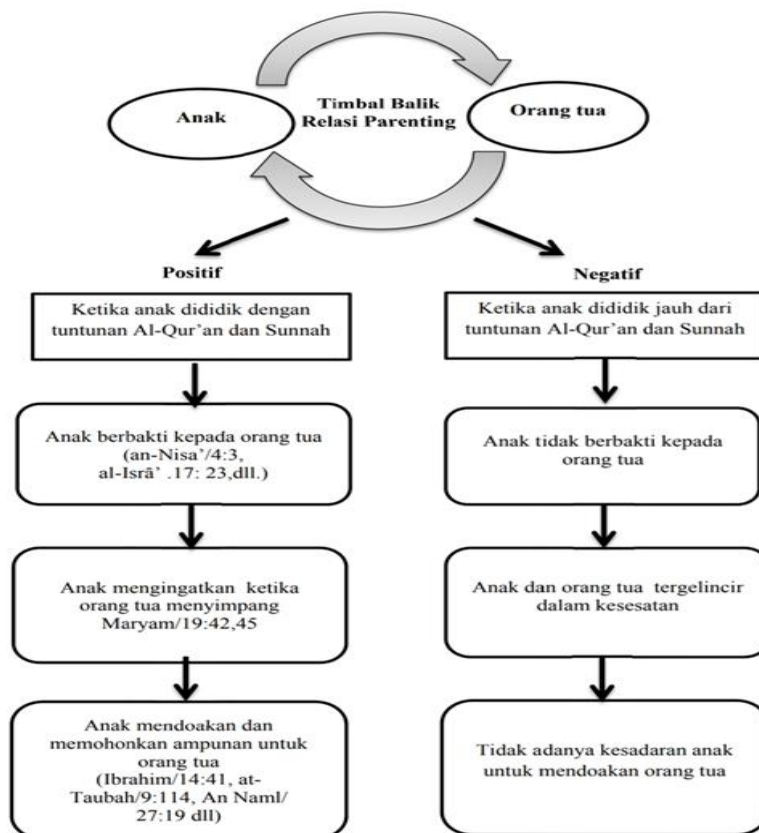 Anak
Timbal Balik
Relasi Parenting
Orang tua
Positif
Ketika anak dididik dengan
tuntunan Al-Qur'an dan Sunnah
Anak berbakti kepada orang tua
(an-Nisa'/4:3,
al-Isrâ' .17: 23,dll.)
Anak mengingatkan ketika
orang tua menyimpang
Maryam/19:42,45
Anak mendoakan dan
memohonkan ampunan untuk
orang tua
(Ibrahim/14:41, at-
Taubah/9:114, An Naml/
27:19 dll)
Negatif
Ketika anak dididik jauh dari
tuntunan Al-Qur'an dan Sunnah
Anak tidak berbakti kepada
orang tua
Anak dan orang tua tergelincir
dalam kesesatan
Tidak adanya kesadaran anak
untuk mendoakan orang tua